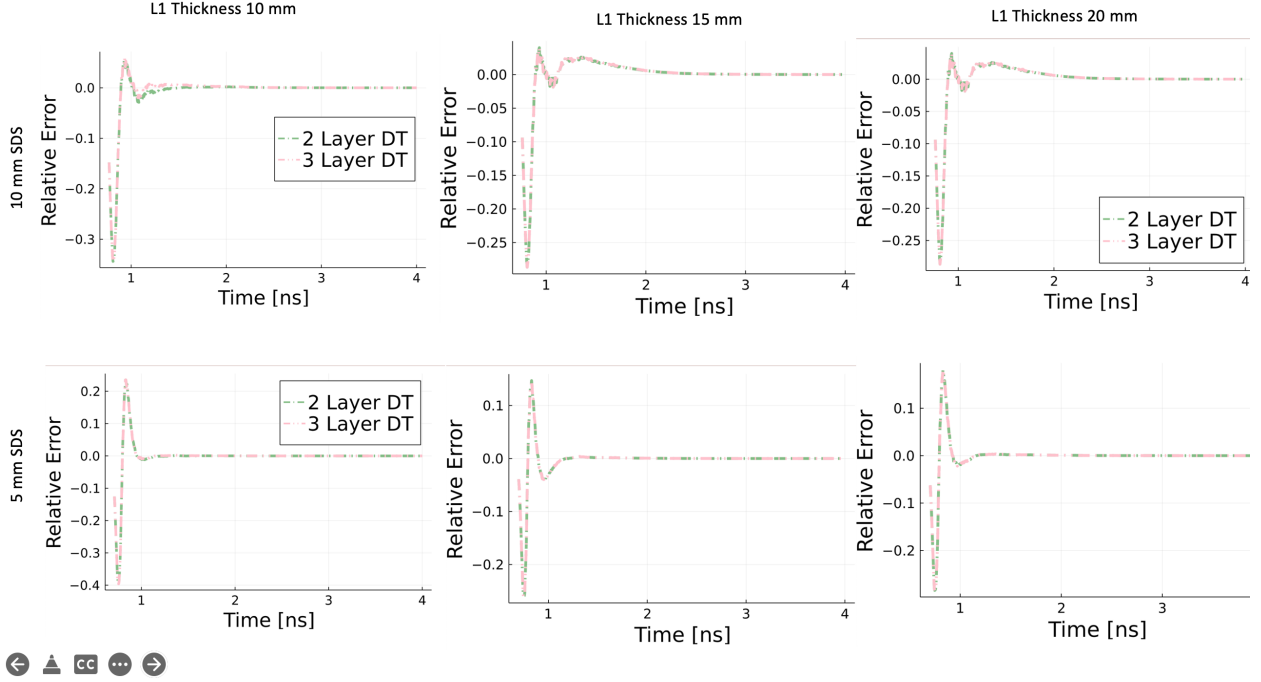 L1 Thickness 10 mm
L1 Thickness 15 mm
L1 Thickness 20 mm
10 mm SDS
Relative Error
0.0
−0.1
−0.2
−0.3
2 Layer DT
3 Layer DT
1 2 3 4
Time [ns]
Relative Error
0.00
−0.05
−0.10
−0.15
−0.20
−0.25
1 2 3 4
Time [ns]
Relative Error
0.00
−0.05
−0.10
−0.15
−0.20
−0.25
2 Layer DT
3 Layer DT
1 2 3 4
Time [ns]
5 mm SDS
Relative Error
0.2
0.1
0.0
−0.1
−0.2
−0.3
−0.4
2 Layer DT
3 Layer DT
1 2 3 4
Time [ns]
Relative Error
0.1
0.0
−0.1
−0.2
1 2 3 4
Time [ns]
Relative Error
0.1
0.0
−0.1
−0.2
1 2 3
Time [ns]
CC